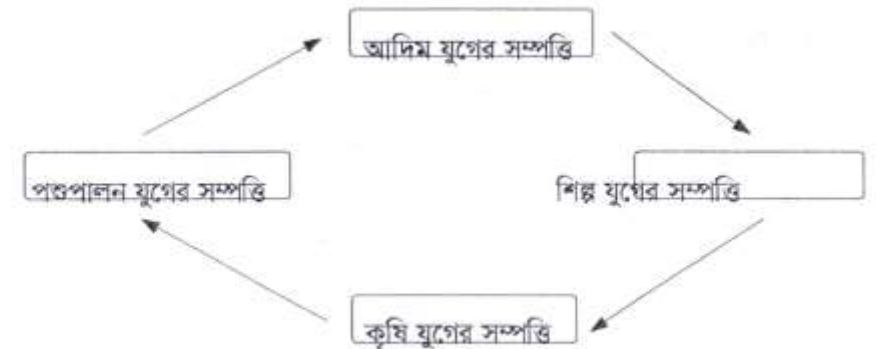 আদিম যুগের সম্পত্তি
পশুপালন যুগের সম্পত্তি
শিল্প যুগের সম্পত্তি
কৃষি যুগের সম্পত্তি